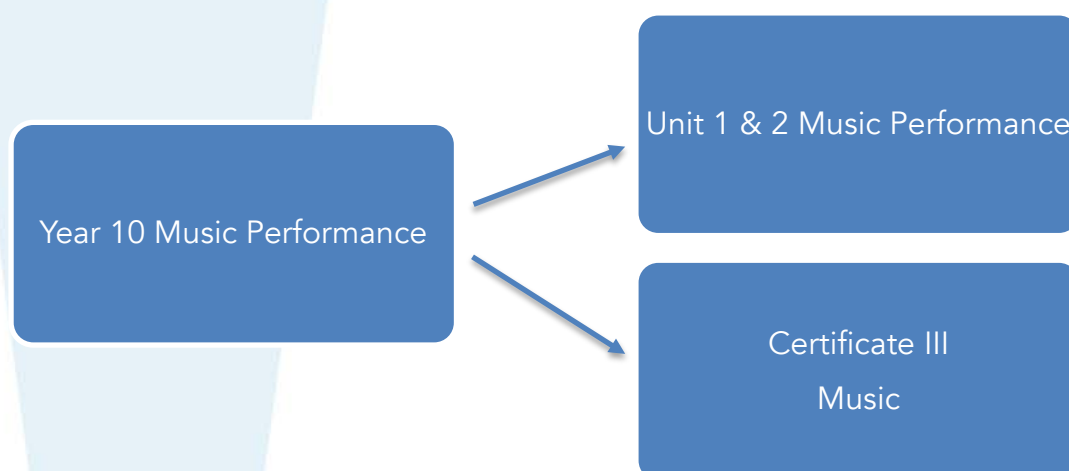 Year 10 Music Performance
Unit 1 & 2 Music Performance
Certificate III
Music